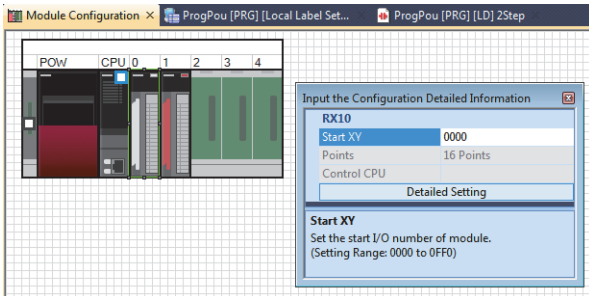 Module Configuration × ProgPou [PRG] [Local Label Set... ProgPou [PRG] [LD] 2Step
POW CPU 0 1 2 3 4
Input the Configuration Detailed Information
RX10
Start XY 0000
Points 16 Points
Control CPU
Detailed Setting
Start XY
Set the start I/O number of module.
(Setting Range: 0000 to 0FF0)